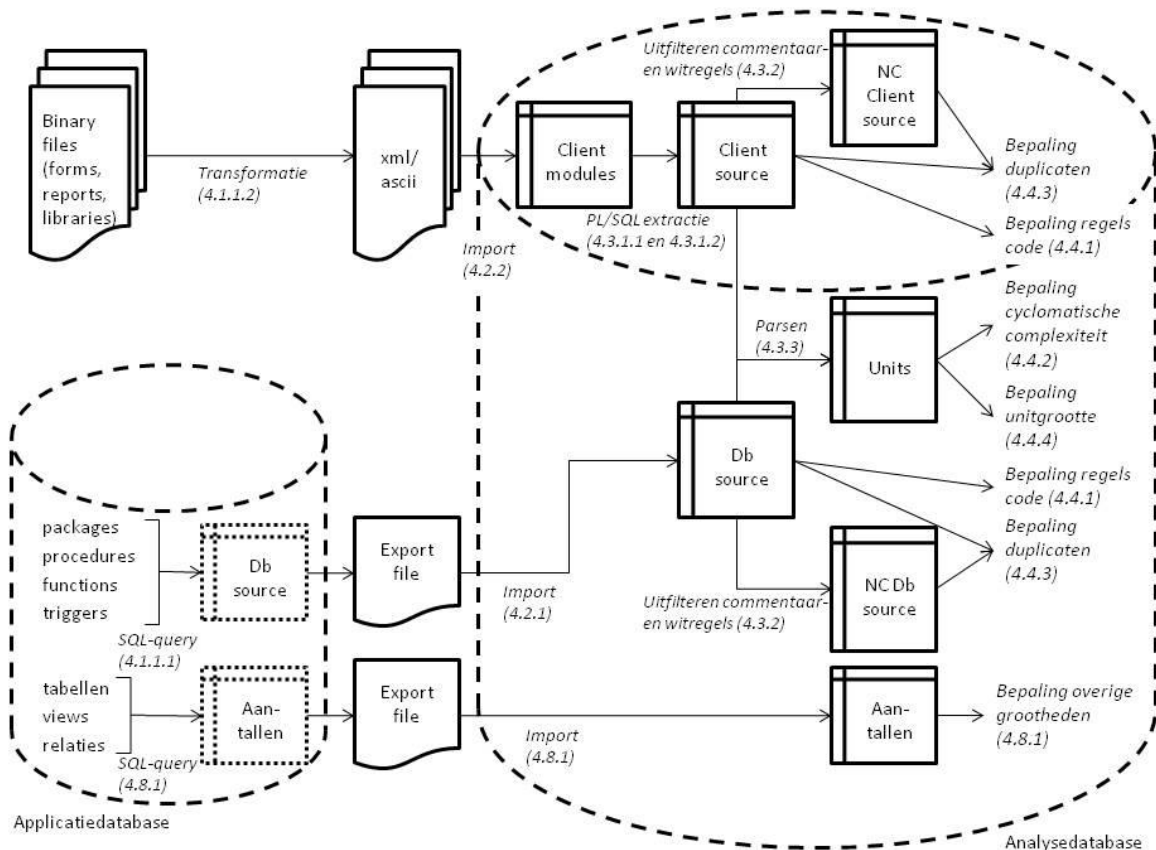 Binary
files
(forms,
reports,
libraries)
Transformatie
(4.1.1.2)
xml/
ascii
Import
(4.2.2)
Client
modules
PL/SQL extractie
(4.3.1.1 en 4.3.1.2)
Client
source
Uitfilteren commentaar-
en witregels (4.3.2)
NC
Client
source
Bepaling
duplicaten
(4.4.3)
Bepaling regels
code (4.4.1)
Parsen
(4.3.3)
Units
Bepaling
cyclomatische
complexiteit
(4.4.2)
Bepaling
unitgrootte
(4.4.4)
Db
source
Bepaling regels
code (4.4.1)
Bepaling
duplicaten
(4.4.3)
Uitfilteren commentaar-
en witregels (4.3.2)
NC Db
source
packages
procedures
functions
triggers
SQL-query
(4.1.1.1)
Db
source
Export
file
Import
(4.2.1)
tabellen
views
relaties
SQL-query
(4.8.1)
Aan-
tallen
Export
file
Import
(4.8.1)
Aan-
tallen
Bepaling overige
grootheden
(4.8.1)
Applicatiedatabase
Analysedatabase